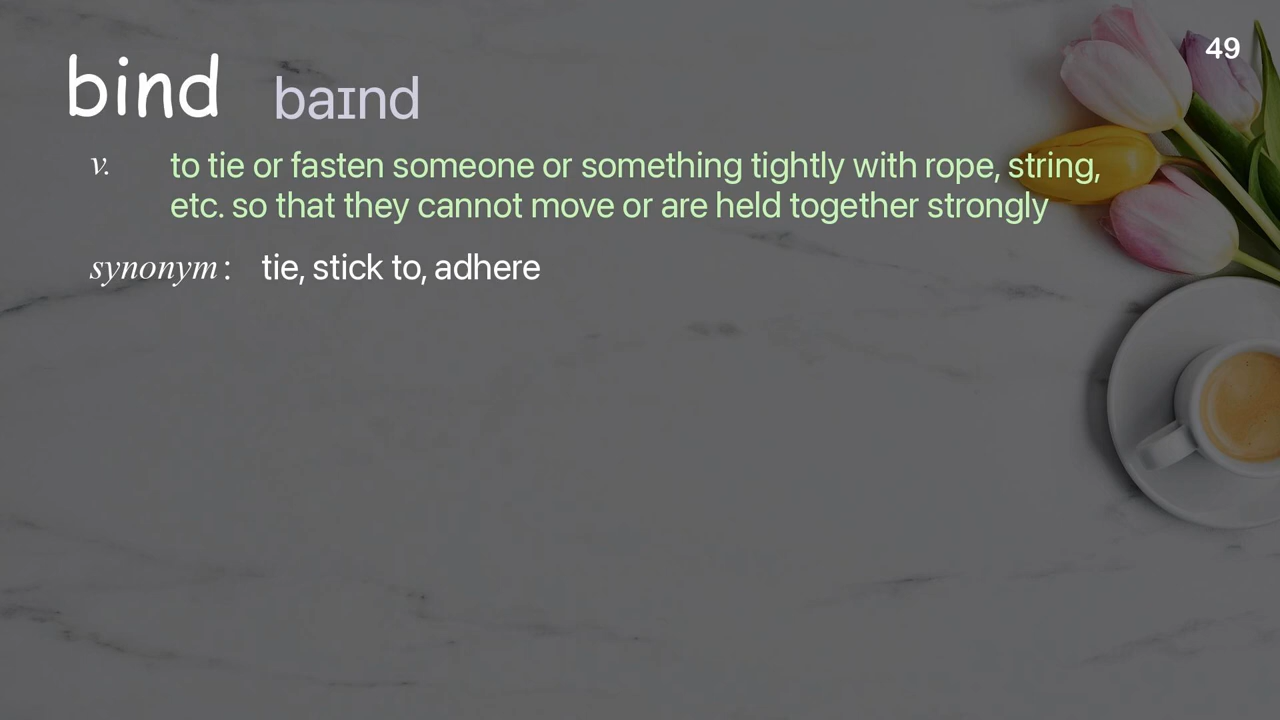 49
bind baɪnd
v. to tie or fasten someone or something tightly with rope, string,
etc. so that they cannot move or are held together strongly
synonym : tie, stick to, adhere